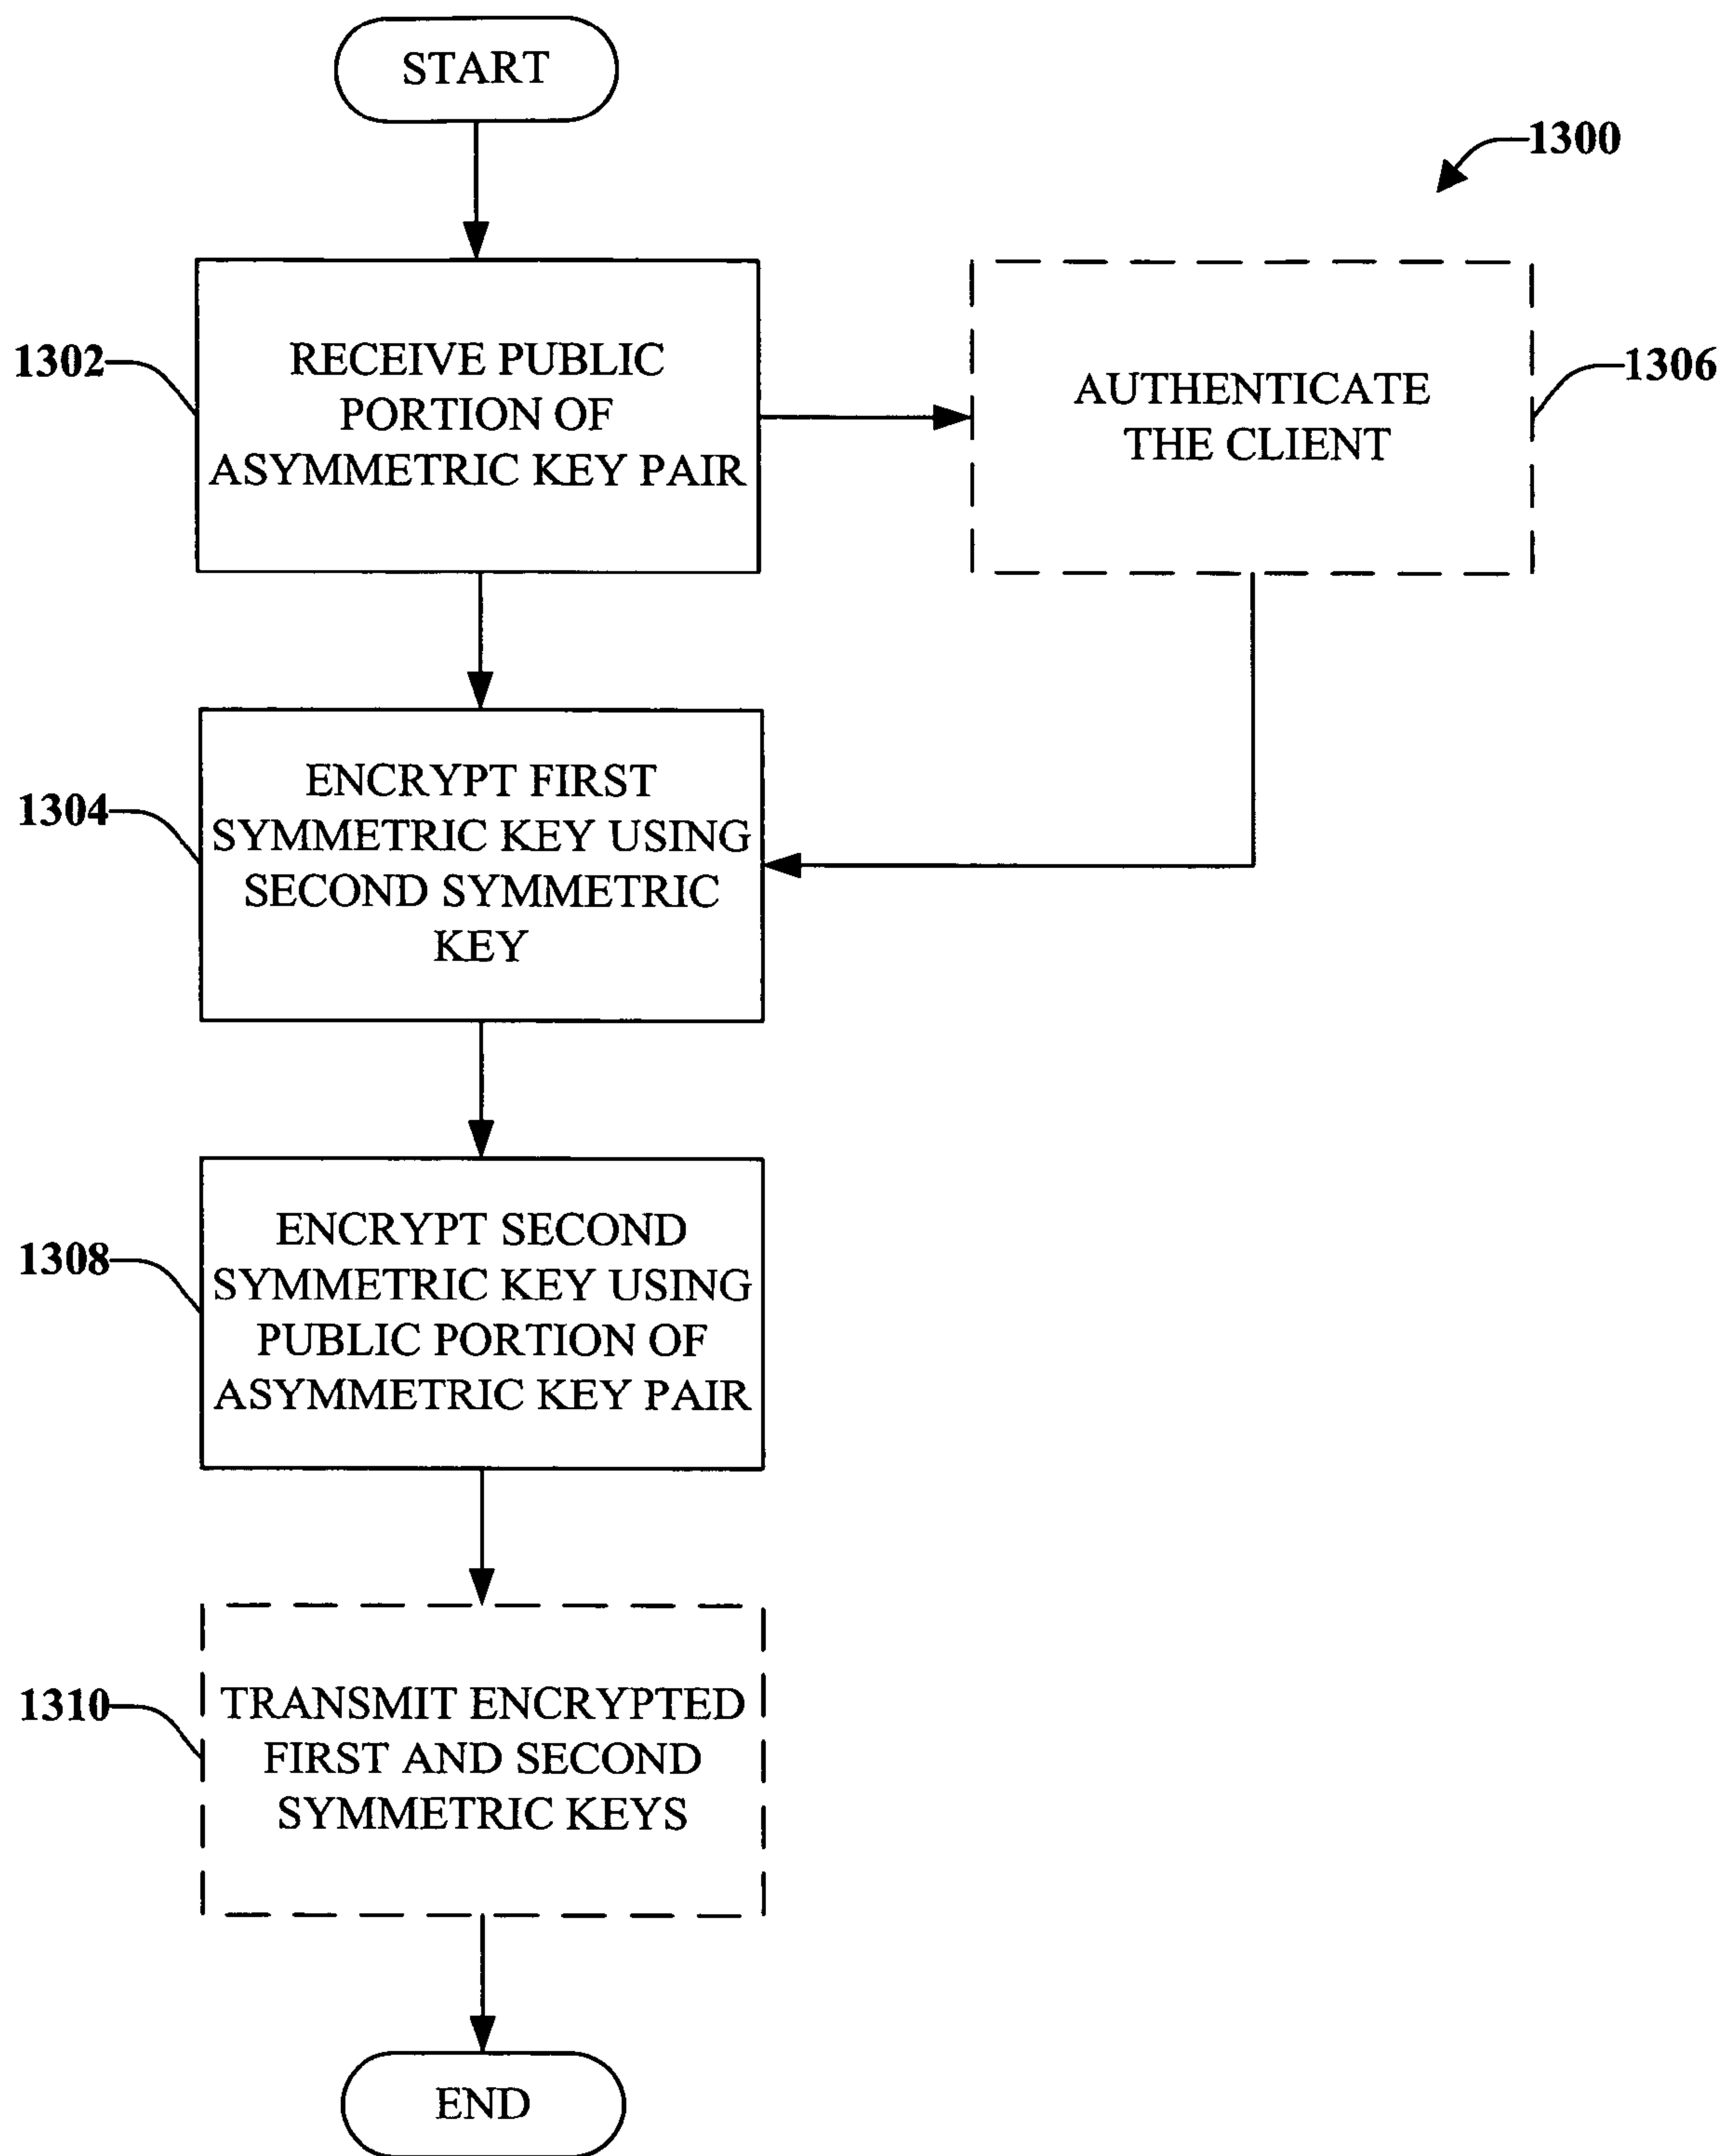 START
1300
1302
RECEIVE PUBLIC
PORTION OF
ASYMMETRIC KEY PAIR
AUTHENTICATE
THE CLIENT
1306
1304
ENCRYPT FIRST
SYMMETRIC KEY USING
SECOND SYMMETRIC
KEY
1308
ENCRYPT SECOND
SYMMETRIC KEY USING
PUBLIC PORTION OF
ASYMMETRIC KEY PAIR
1310
TRANSMIT ENCRYPTED
FIRST AND SECOND
SYMMETRIC KEYS
END